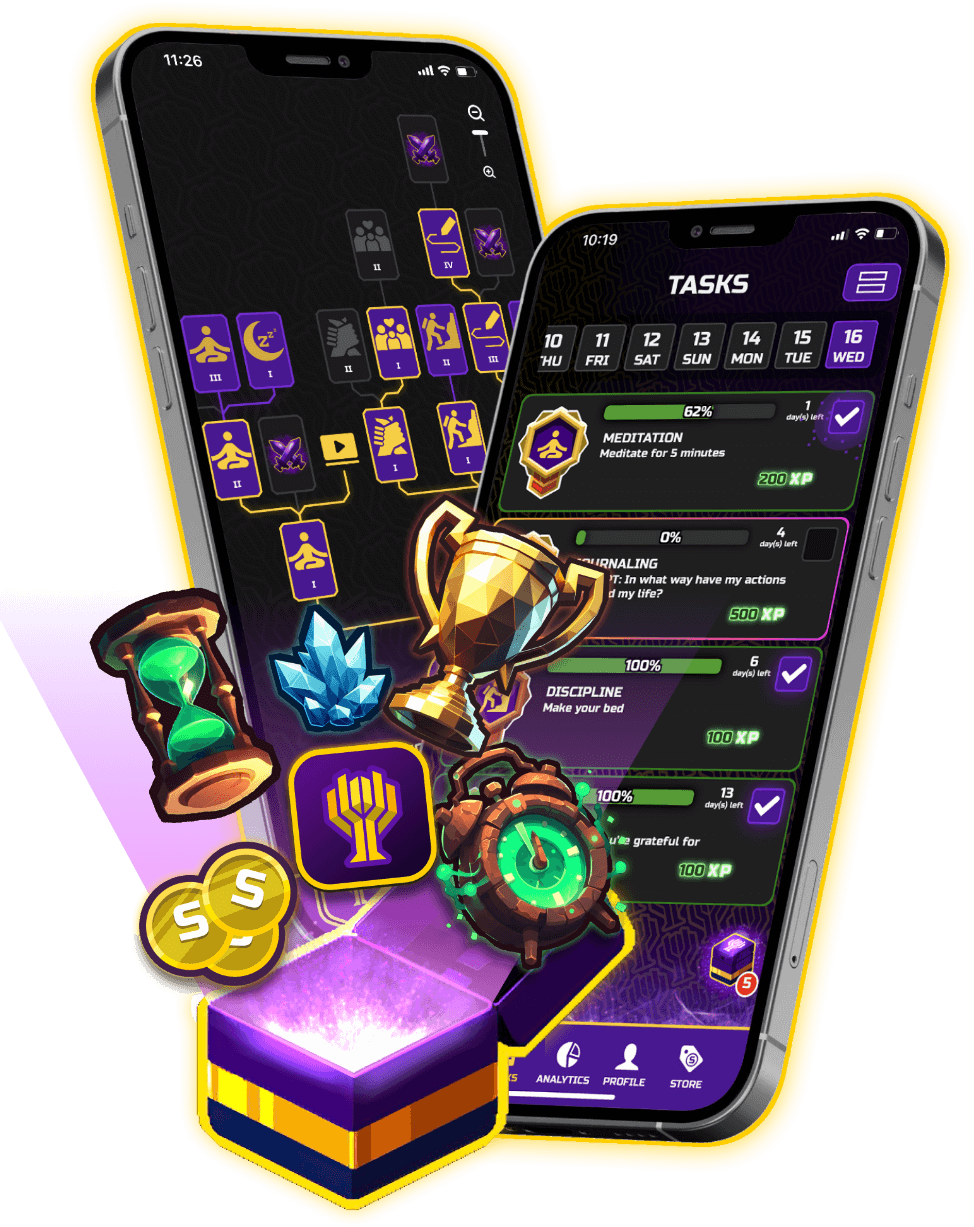 11:26
II
IV
III
I
II
I
II
III
II
I
I
I
10:19
TASKS
10 11 12 13 14 15 16
FRI SAT SUN MON TUE WED
62%
1
day(s) left
MEDITATION
Meditate for 5 minutes
200 XP
0%
4
day(s) left
In what way have my actions
my life?
500 XP
100%
6
day(s) left
DISCIPLINE
Make your bed
100 XP
100%
13
day(s) left
grateful for
100 XP
S
S
5
ANALYTICS PROFILE STORE